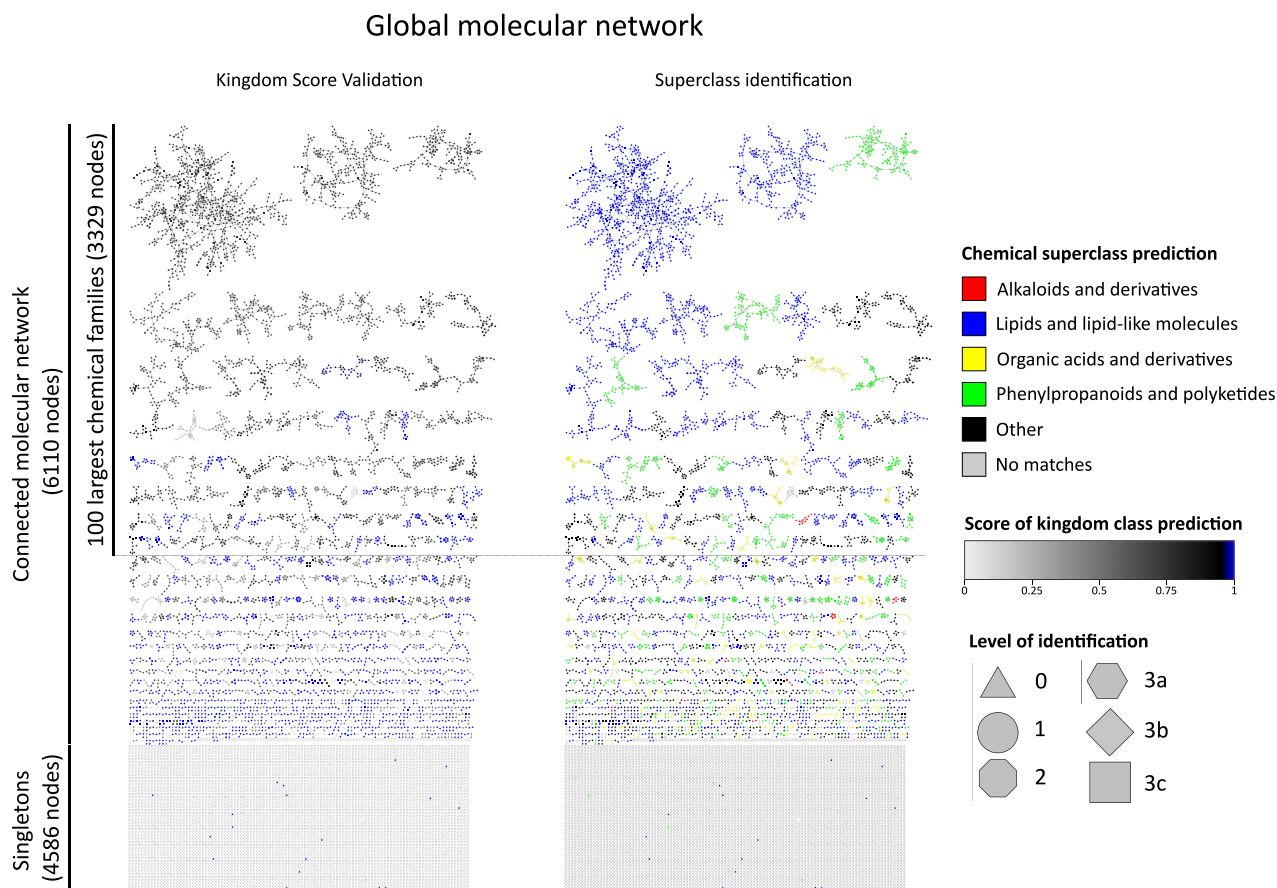 Global molecular network
Kingdom Score Validation
Superclass identification
Connected molecular network
(6110 nodes)
100 largest chemical families (3329 nodes)
Singletons
(4586 nodes)
Chemical superclass prediction
Alkaloids and derivatives
Lipids and lipid-like molecules
Organic acids and derivatives
Phenylpropanoids and polyketides
Other
No matches
Score of kingdom class prediction
0 0.25 0.5 0.75 1
Level of identification
0 3a
1 3b
2 3c